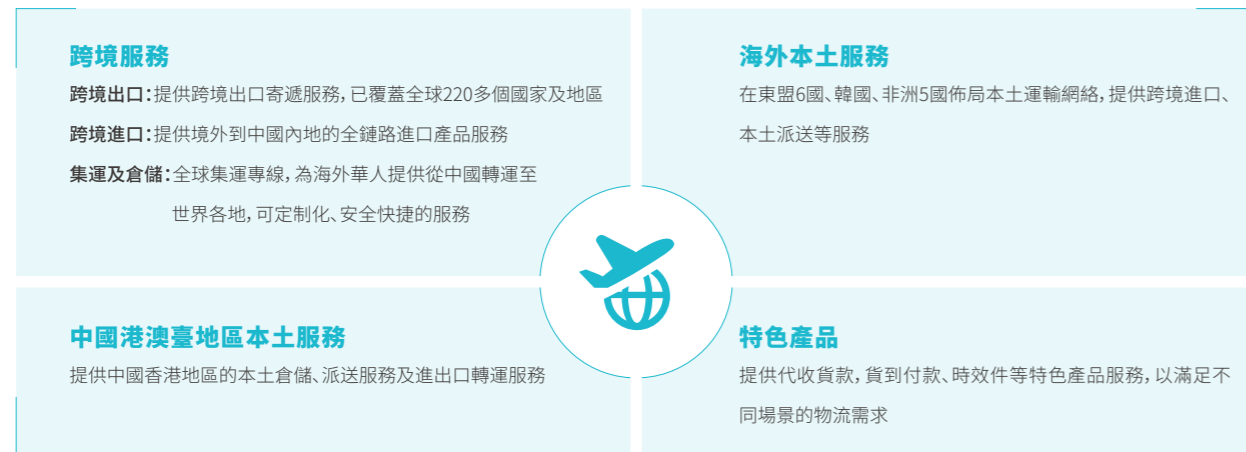 跨境服務
跨境出口：提供跨境出口寄遞服務，已覆蓋全球220多個國家及地區
跨境進口：提供境外到中國內地的全鏈路進口產品服務
集運及倉儲：全球集運專線，為海外華人提供從中國轉運至
世界各地，可定制化、安全快捷的服務
海外本土服務
在東盟6國、韓國、非洲5國佈局本土運輸網絡，提供跨境進口、
本土派送等服務
中國港澳臺地區本土服務
提供中國香港地區的本土倉儲、派送服務及進出口轉運服務
特色產品
提供代收貨款，貨到付款、時效件等特色產品服務，以滿足不
同場景的物流需求